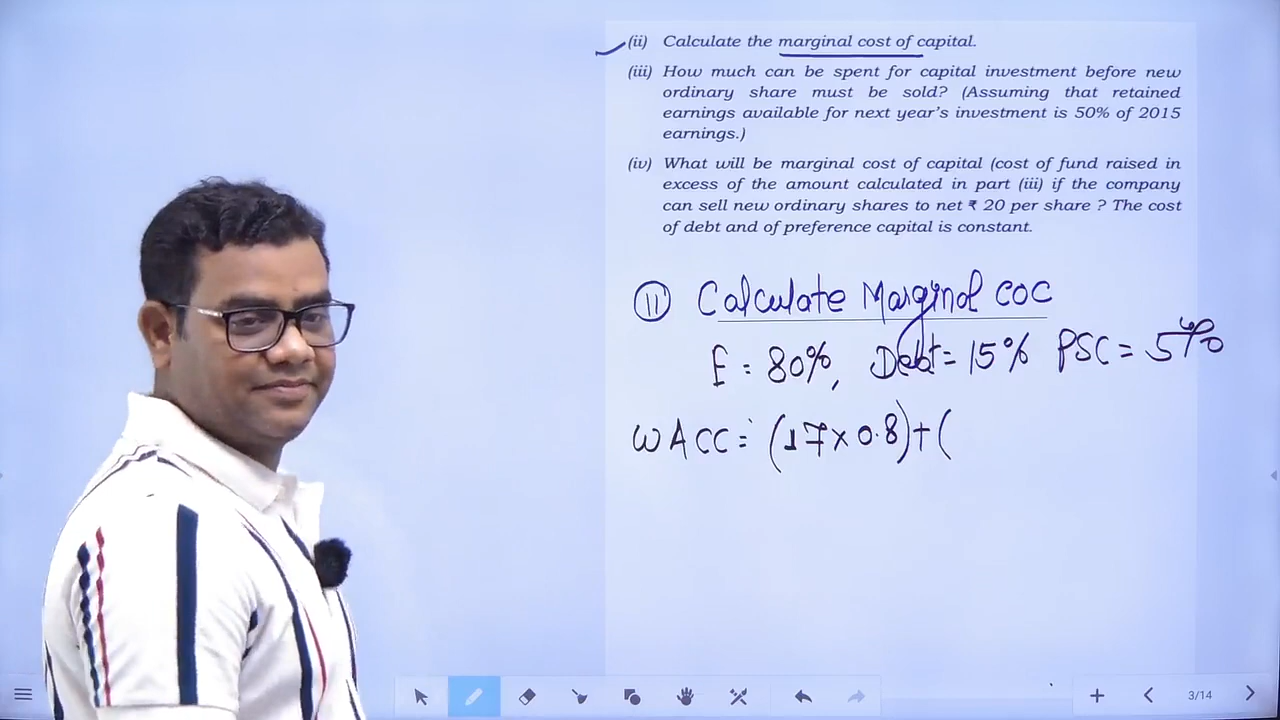 (ii) Calculate the marginal cost of capital.
(iii) How much can be spent for capital investment before new
ordinary share must be sold? (Assuming that retained
earnings available for next year's investment is 50% of 2015
earnings.)
(iv) What will be marginal cost of capital (cost of fund raised in
excess of the amount calculated in part (iii) if the company
can sell new ordinary shares to net ₹ 20 per share ? The cost
of debt and of preference capital is constant.
11 Calculate Marginal COC
E = 80%, Debt = 15% PSC = 5%
WACC = (17 × 0.8) + (
3/14